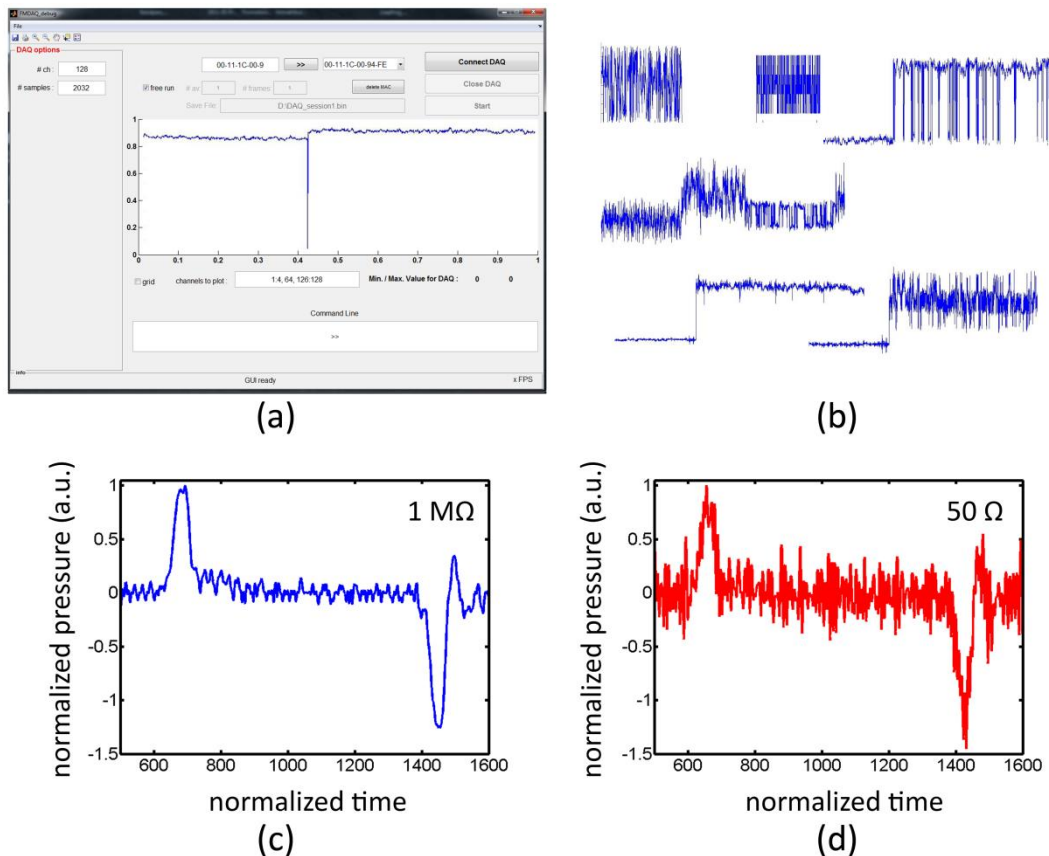 FMIDAQ_debug
File
DAQ options
# ch : 128
# samples : 2032
00-11-1C-00-9 >> 00-11-1C-00-94-FE
Connect DAQ
free run # av 1 # frames 1 delete MAC
Close DAQ
Save File D:\DAQ_session1.bin
Start
1
0.8
0.6
0.4
0.2
0
0 0.1 0.2 0.3 0.4 0.5 0.6 0.7 0.8 0.9 1
grid channels to plot : 1:4, 64, 126:128 Min. / Max. Value for DAQ : 0 0
Command Line
>>
Info
GUI ready x FPS
(a)
(b)
normalized pressure (a.u.)
1
0.5
0
-0.5
-1
-1.5
1 MΩ
600 800 1000 1200 1400 1600
normalized time
(c)
normalized pressure (a.u.)
1
0.5
0
-0.5
-1
-1.5
50 Ω
600 800 1000 1200 1400 1600
normalized time
(d)